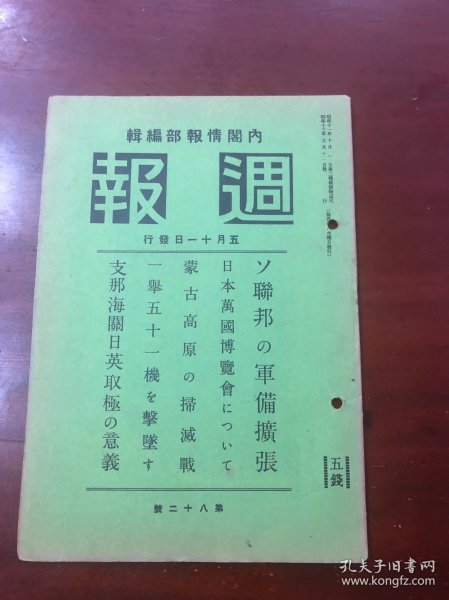 輯編部報情閣内
報週
行發日一十月五
ソ聯邦の軍備擴張
日本萬國博覽會について
蒙古高原の掃滅戰
一舉五十一機を擊墜す
支那海關日英取極の意義
號二十八第
五錢
孔夫子旧书网
www.kongfz.com